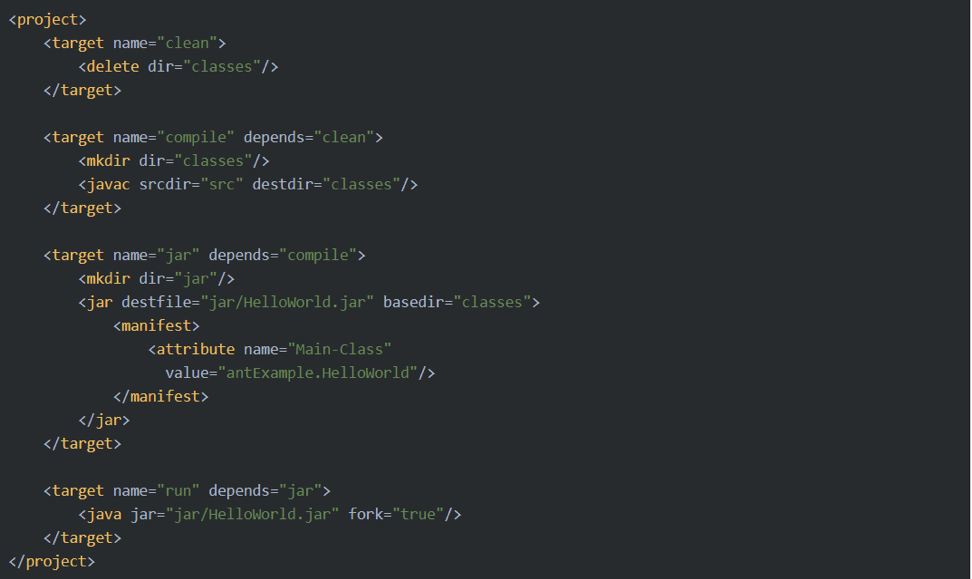 <project>
    <target name="clean">
        <delete dir="classes"/>
    </target>

    <target name="compile" depends="clean">
        <mkdir dir="classes"/>
        <javac srcdir="src" destdir="classes"/>
    </target>

    <target name="jar" depends="compile">
        <mkdir dir="jar"/>
        <jar destfile="jar/HelloWorld.jar" basedir="classes">
            <manifest>
                <attribute name="Main-Class"
                  value="antExample.HelloWorld"/>
            </manifest>
        </jar>
    </target>

    <target name="run" depends="jar">
        <java jar="jar/HelloWorld.jar" fork="true"/>
    </target>
</project>